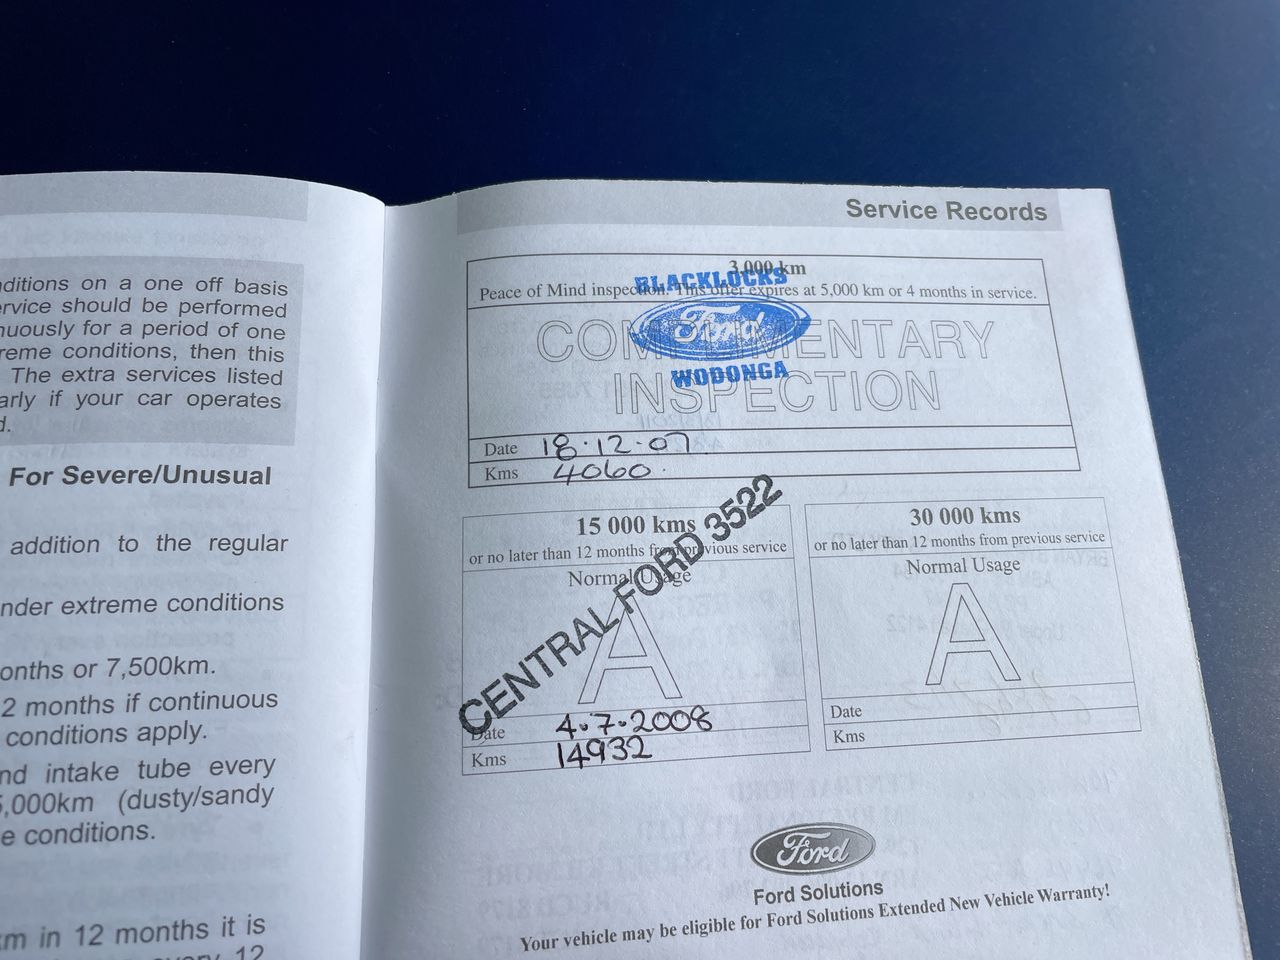 nditions on a one off basis
rvice should be performed
nuously for a period of one
reme conditions, then this
The extra services listed
arly if your car operates
d.
For Severe/Unusual
addition to the regular
nder extreme conditions
onths or 7,500km.
2 months if continuous
conditions apply.
nd intake tube every
5,000km (dusty/sandy
e conditions.
km in 12 months it is
every 12
Service Records
3,000 km
Peace of Mind inspection. This offer expires at 5,000 km or 4 months in service.
BLACKLOCKS
Ford
WODONGA
COMPLIMENTARY
INSPECTION
Date 18·12·07
Kms 4060
CENTRAL FORD 3522
15 000 kms
or no later than 12 months from previous service
Normal Usage
A
Date 4.7.2008
Kms 14932
30 000 kms
or no later than 12 months from previous service
Normal Usage
A
Date
Kms
Ford
Ford Solutions
Your vehicle may be eligible for Ford Solutions Extended New Vehicle Warranty!